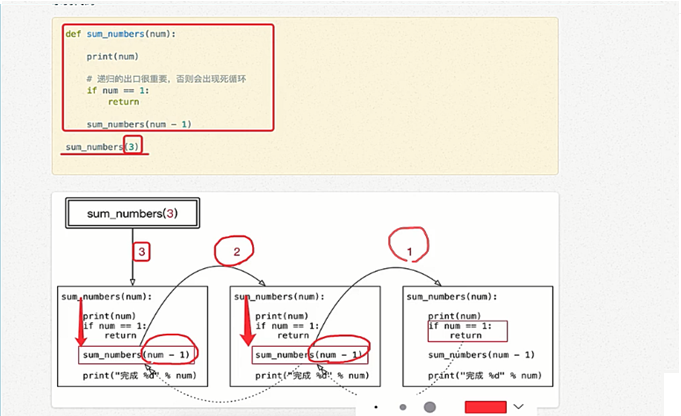 def sum_numbers(num):
print(num)
# 递归的出口很重要，否则会出现死循环
if num == 1:
return
sum_numbers(num - 1)
sum_numbers(3)
sum_numbers(3)
3
2
1
sum_numbers(num):
print(num)
if num == 1:
return
sum_numbers(num - 1)
print("完成 %d" % num)
sum_numbers(num):
print(num)
if num == 1:
return
sum_numbers(num - 1)
print("完成 %d" % num)
sum_numbers(num):
print(num)
if num == 1:
return
sum_numbers(num - 1)
print("完成 %d" % num)